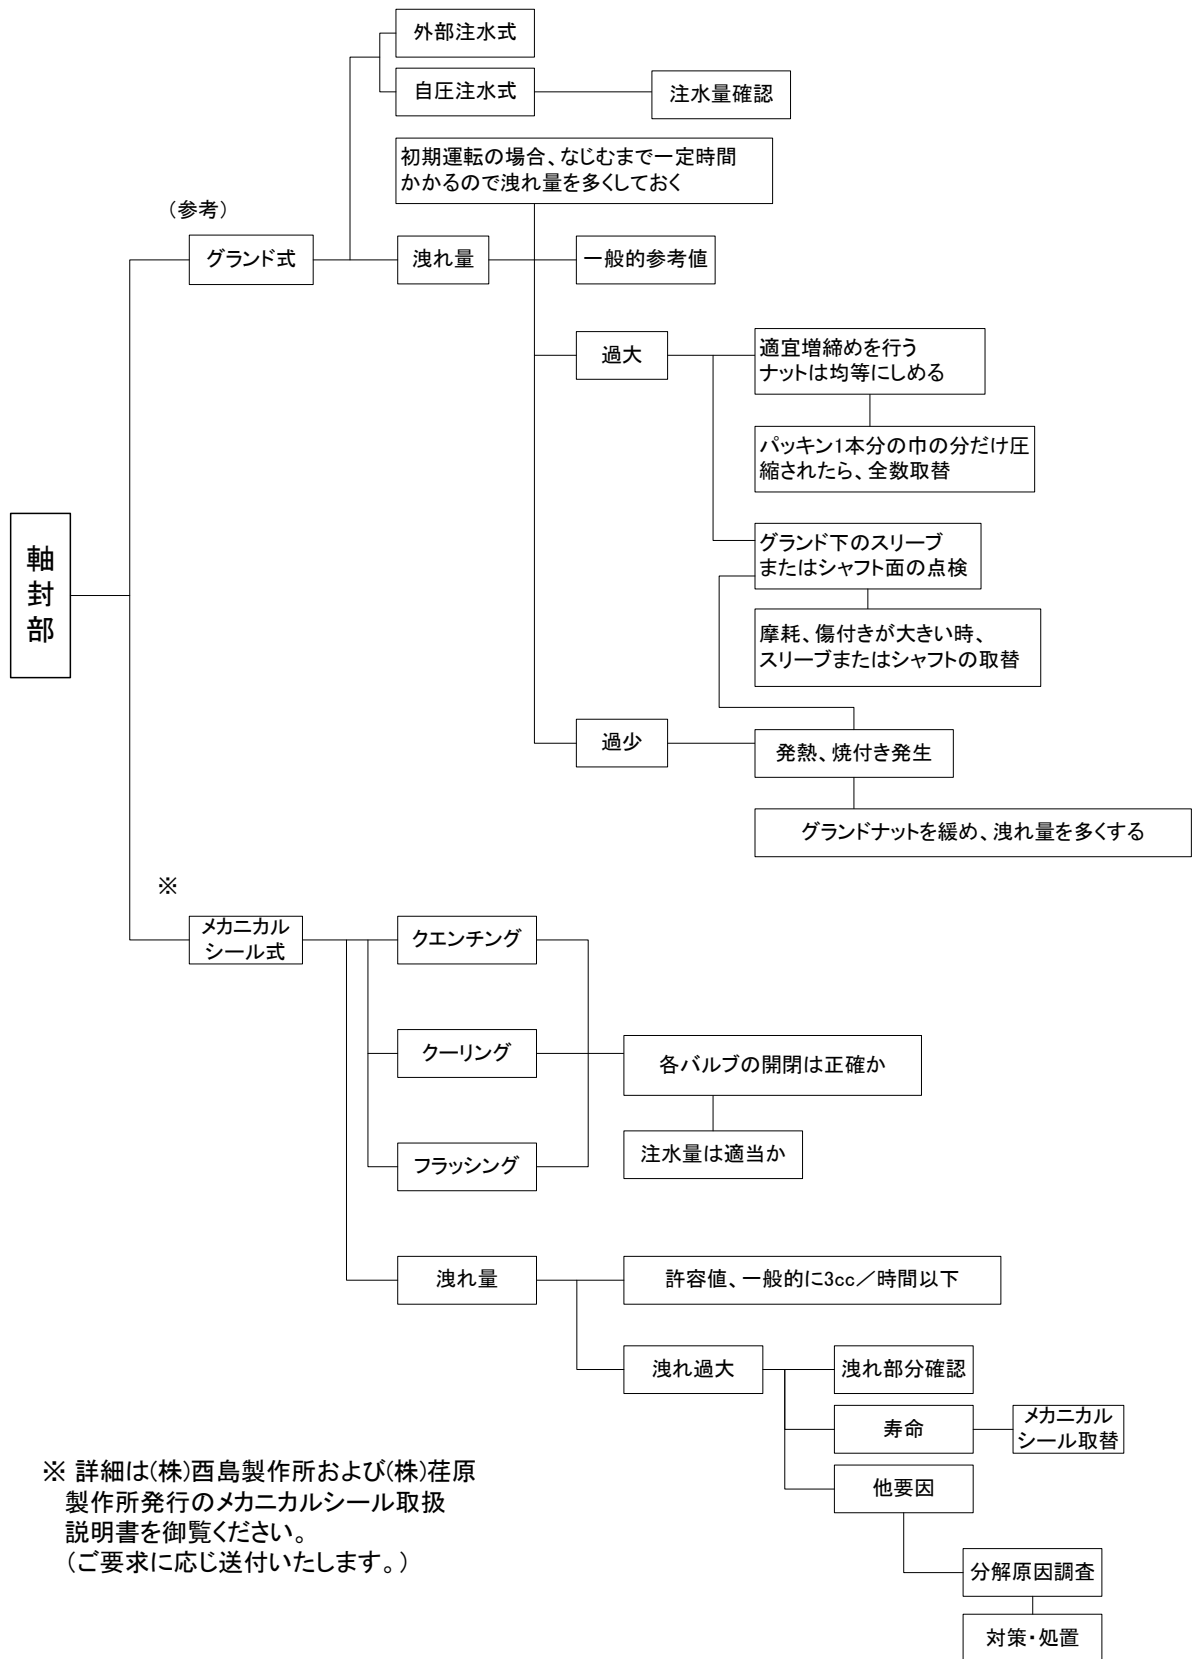 外部注水式
自圧注水式
注水量確認
初期運転の場合、なじむまで一定時間
かかるので洩れ量を多くしておく
(参考)
グランド式
洩れ量
一般的参考値
過大
適宜増締めを行う
ナットは均等にしめる
パッキン1本分の巾の分だけ圧
縮されたら、全数取替
軸封部
グランド下のスリーブ
またはシャフト面の点検
摩耗、傷付きが大きい時、
スリーブまたはシャフトの取替
過少
発熱、焼付き発生
グランドナットを緩め、洩れ量を多くする
※
メカニカル
シール式
クエンチング
クーリング
各バルブの開閉は正確か
フラッシング
注水量は適当か
洩れ量
許容値、一般的に3cc/時間以下
洩れ過大
洩れ部分確認
寿命
メカニカル
シール取替
他要因
分解原因調査
対策・処置
※ 詳細は(株)酉島製作所および(株)荏原
製作所発行のメカニカルシール取扱
説明書を御覧ください。
(ご要求に応じ送付いたします。)